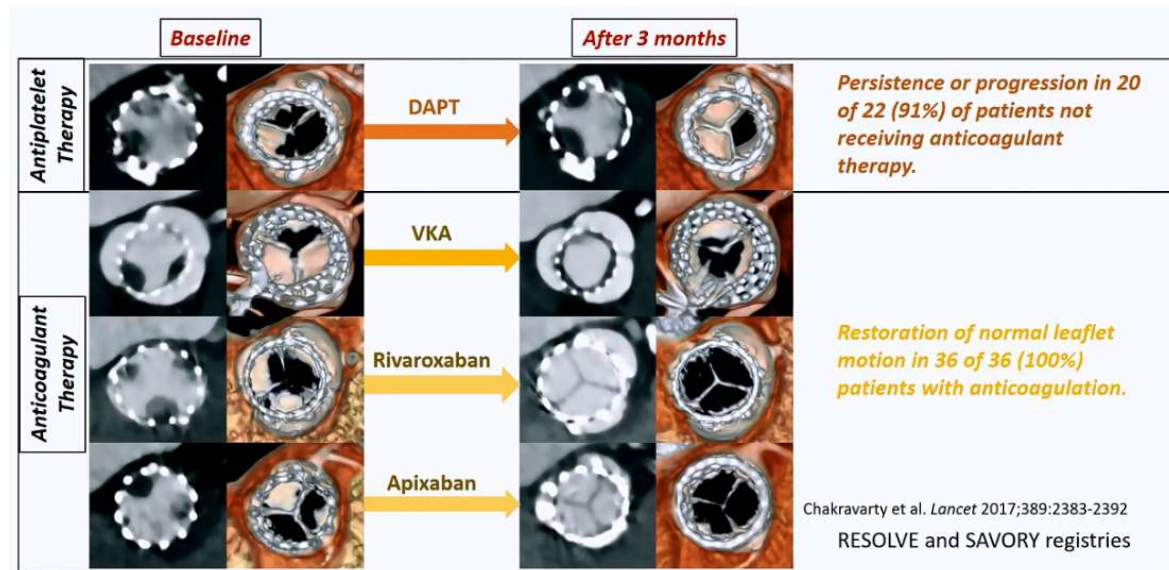 Baseline
After 3 months
Antiplatelet
Therapy
DAPT
Persistence or progression in 20
of 22 (91%) of patients not
receiving anticoagulant
therapy.
Anticoagulant
Therapy
VKA
Rivaroxaban
Apixaban
Restoration of normal leaflet
motion in 36 of 36 (100%)
patients with anticoagulation.
Chakravarty et al. Lancet 2017;389:2383-2392
RESOLVE and SAVORY registries